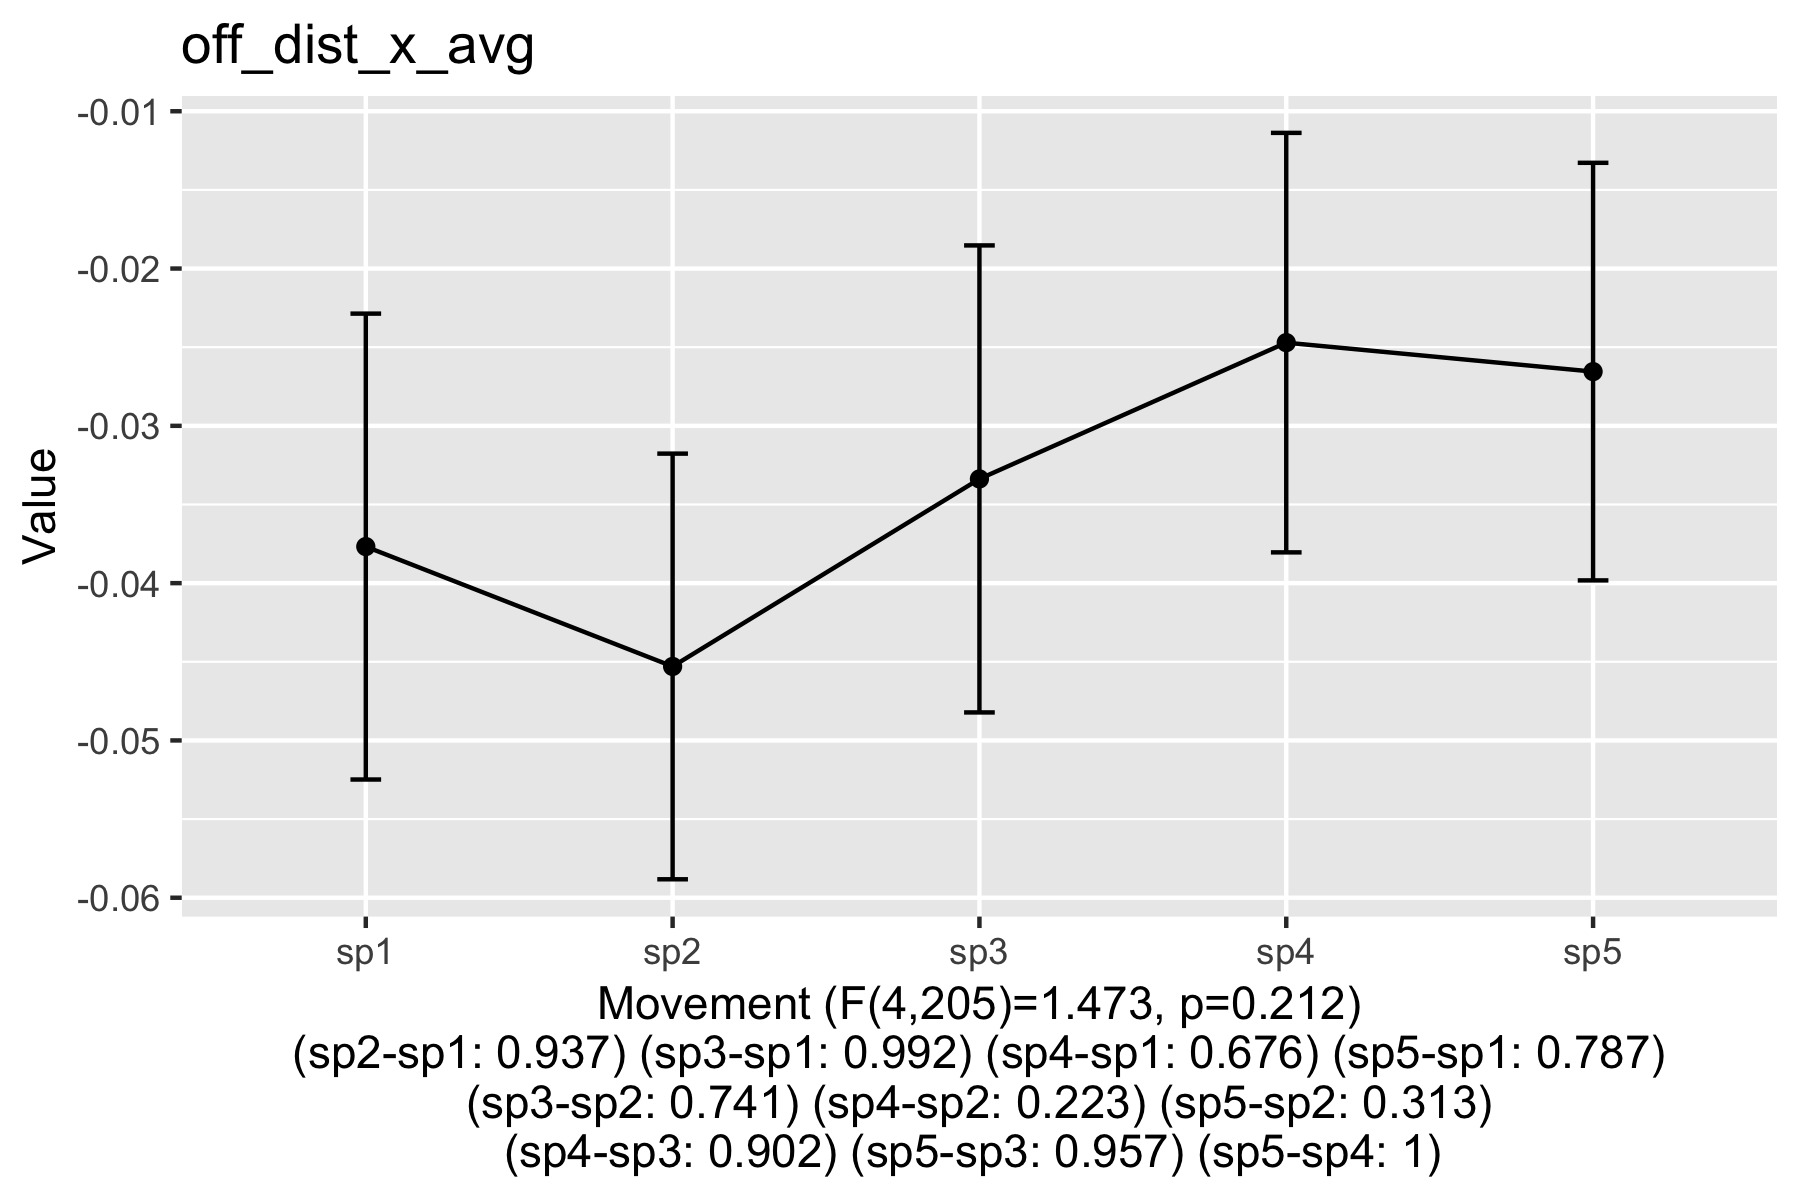 off_dist_x_avg
-0.01
-0.02
-0.03
-0.04
-0.05
-0.06
Value
sp1 sp2 sp3 sp4 sp5
Movement (F(4,205)=1.473, p=0.212)
(sp2-sp1: 0.937) (sp3-sp1: 0.992) (sp4-sp1: 0.676) (sp5-sp1: 0.787)
(sp3-sp2: 0.741) (sp4-sp2: 0.223) (sp5-sp2: 0.313)
(sp4-sp3: 0.902) (sp5-sp3: 0.957) (sp5-sp4: 1)